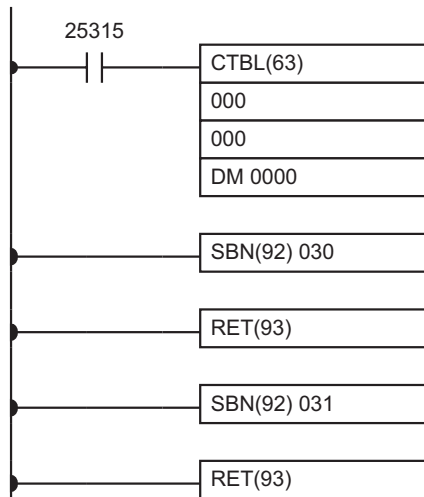 25315
CTBL(63)
000
000
DM 0000
SBN(92) 030
RET(93)
SBN(92) 031
RET(93)